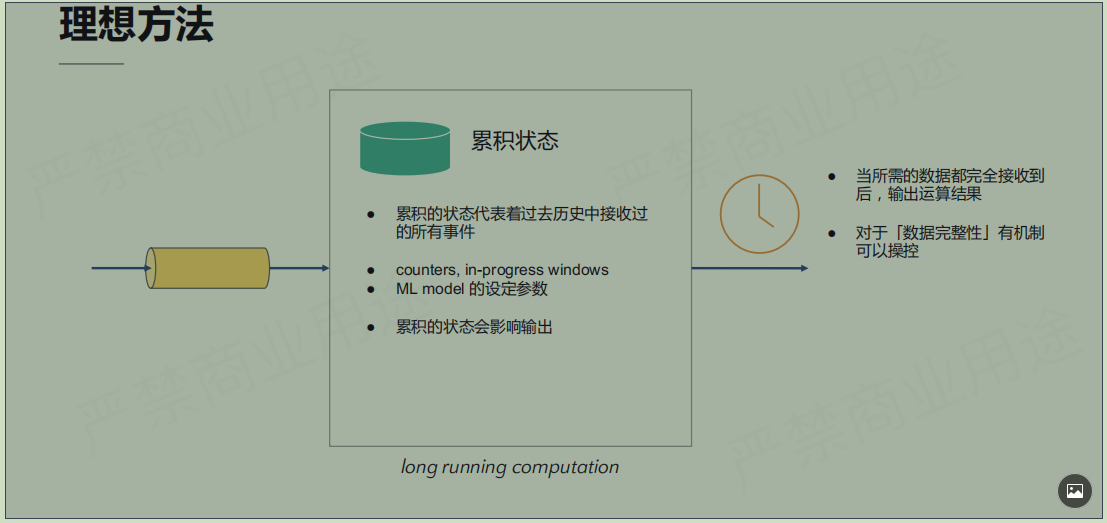 理想方法
累积状态
● 累积的状态代表着过去历史中接收过
的所有事件
● counters, in-progress windows
● ML model 的设定参数
● 累积的状态会影响输出
● 当所需的数据都完全接收到
后，输出运算结果
● 对于「数据完整性」有机制
可以操控
long running computation
严禁商业用途
严禁商业用途
严禁商业用途
严禁商业用途